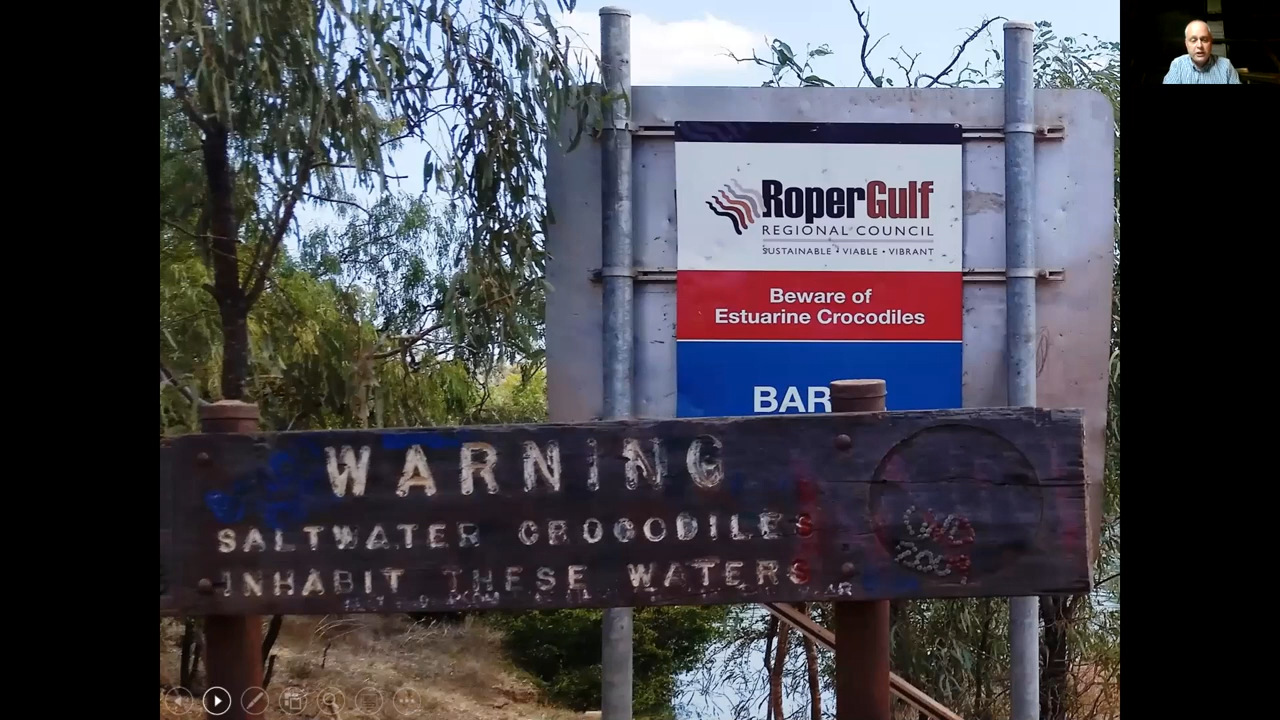 RoperGulf
REGIONAL COUNCIL
SUSTAINABLE • VIABLE • VIBRANT
Beware of
Estuarine Crocodiles
BAR
WARNING
SALTWATER CROCODILES
INHABIT THESE WATERS